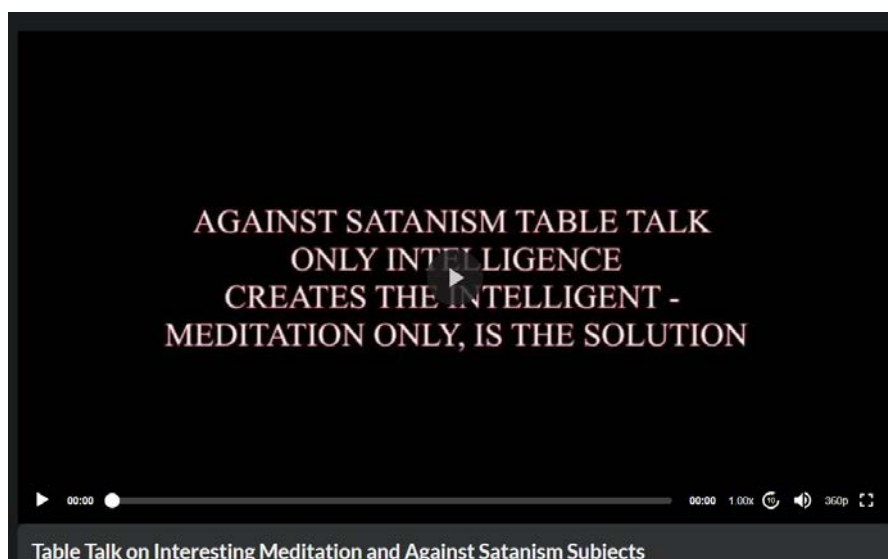 AGAINST SATANISM TABLE TALK
ONLY INTELLIGENCE
CREATES THE INTELLIGENT -
MEDITATION ONLY, IS THE SOLUTION
00:00
00:00 1.00x 10 360p
Table Talk on Interesting Meditation and Against Satanism Subjects